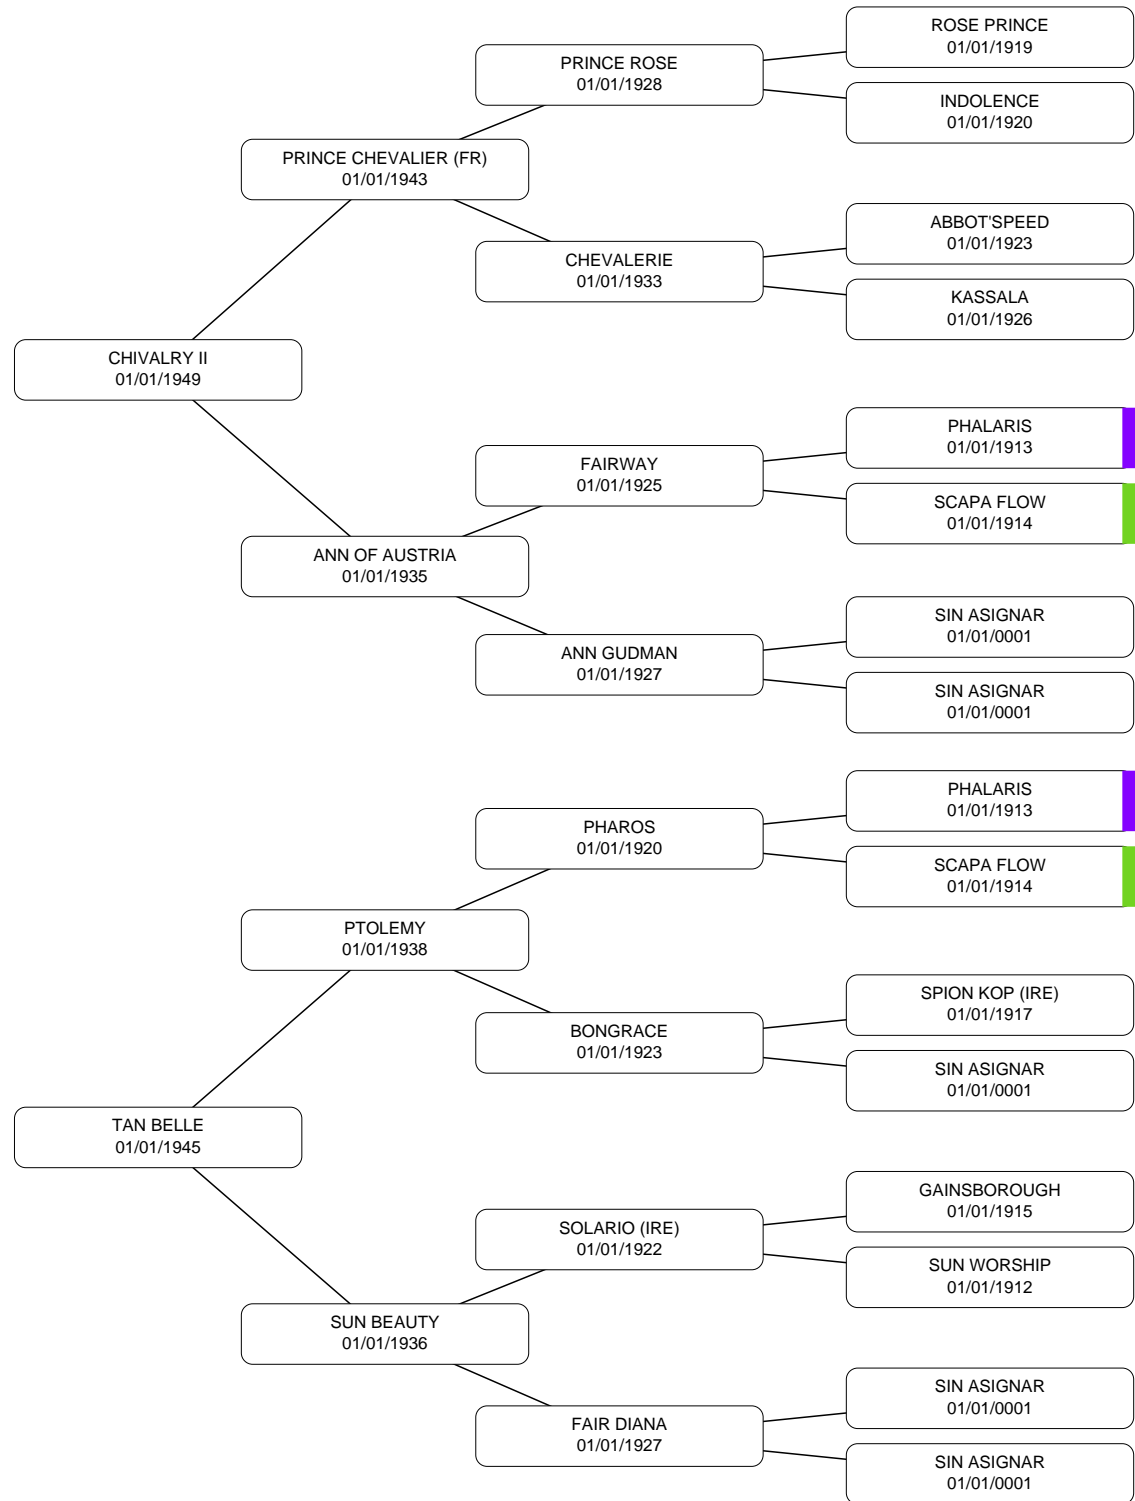 ROSE PRINCE
01/01/1919
PRINCE ROSE
01/01/1928
INDOLENCE
01/01/1920
PRINCE CHEVALIER (FR)
01/01/1943
ABBOT'SPEED
01/01/1923
CHEVALERIE
01/01/1933
KASSALA
01/01/1926
CHIVALRY II
01/01/1949
PHALARIS
01/01/1913
FAIRWAY
01/01/1925
SCAPA FLOW
01/01/1914
ANN OF AUSTRIA
01/01/1935
SIN ASIGNAR
01/01/0001
ANN GUDMAN
01/01/1927
SIN ASIGNAR
01/01/0001
PHALARIS
01/01/1913
PHAROS
01/01/1920
SCAPA FLOW
01/01/1914
PTOLEMY
01/01/1938
SPION KOP (IRE)
01/01/1917
BONGRACE
01/01/1923
SIN ASIGNAR
01/01/0001
TAN BELLE
01/01/1945
GAINSBOROUGH
01/01/1915
SOLARIO (IRE)
01/01/1922
SUN WORSHIP
01/01/1912
SUN BEAUTY
01/01/1936
SIN ASIGNAR
01/01/0001
FAIR DIANA
01/01/1927
SIN ASIGNAR
01/01/0001